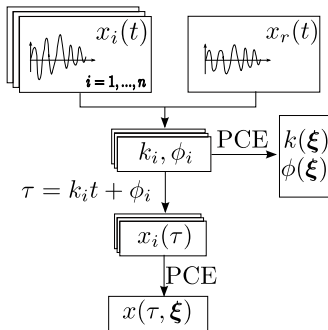 x_i(t)
i = 1, ..., n
x_r(t)
k_i, ϕ_i
PCE
k(ξ)
ϕ(ξ)
τ = k_i t + ϕ_i
x_i(τ)
PCE
x(τ, ξ)